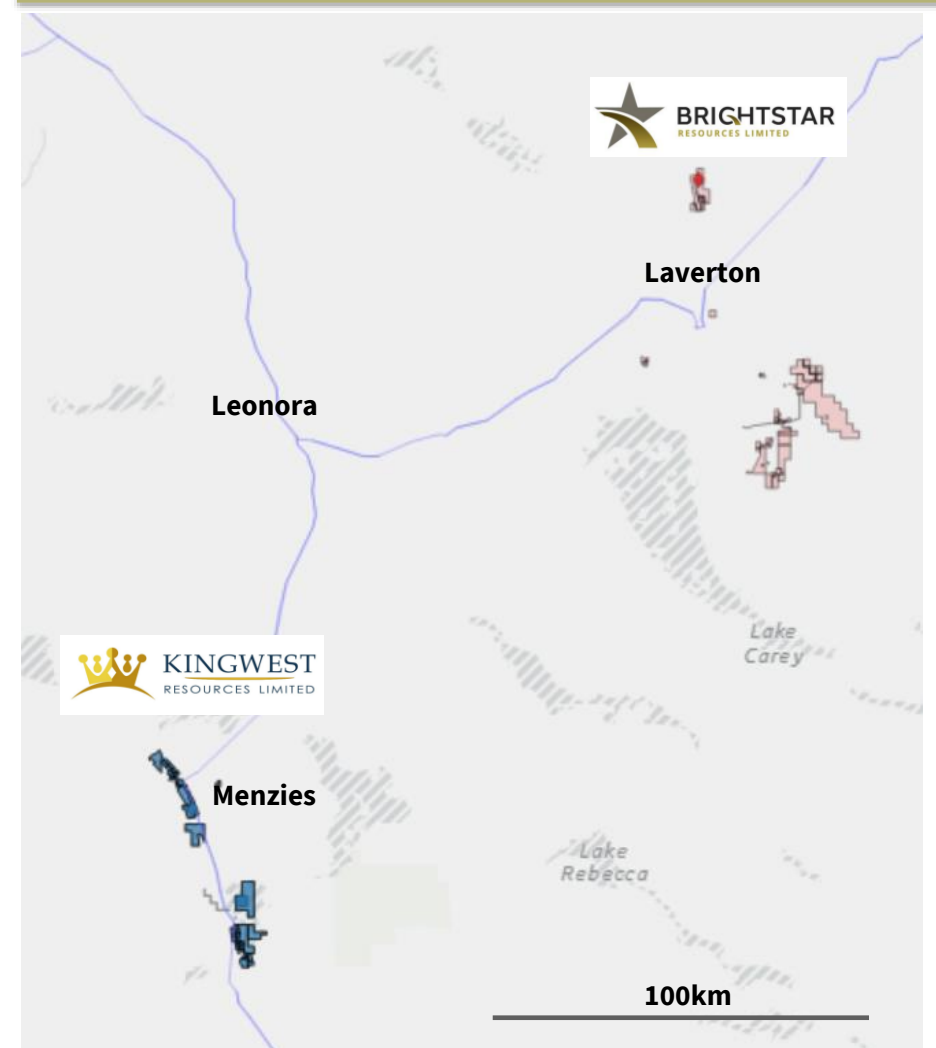 BRIGHTSTAR
RESOURCES LIMITED
Laverton
Leonora
Lake
Carey
KINGWEST
RESOURCES LIMITED
Menzies
Lake
Rebecca
100km